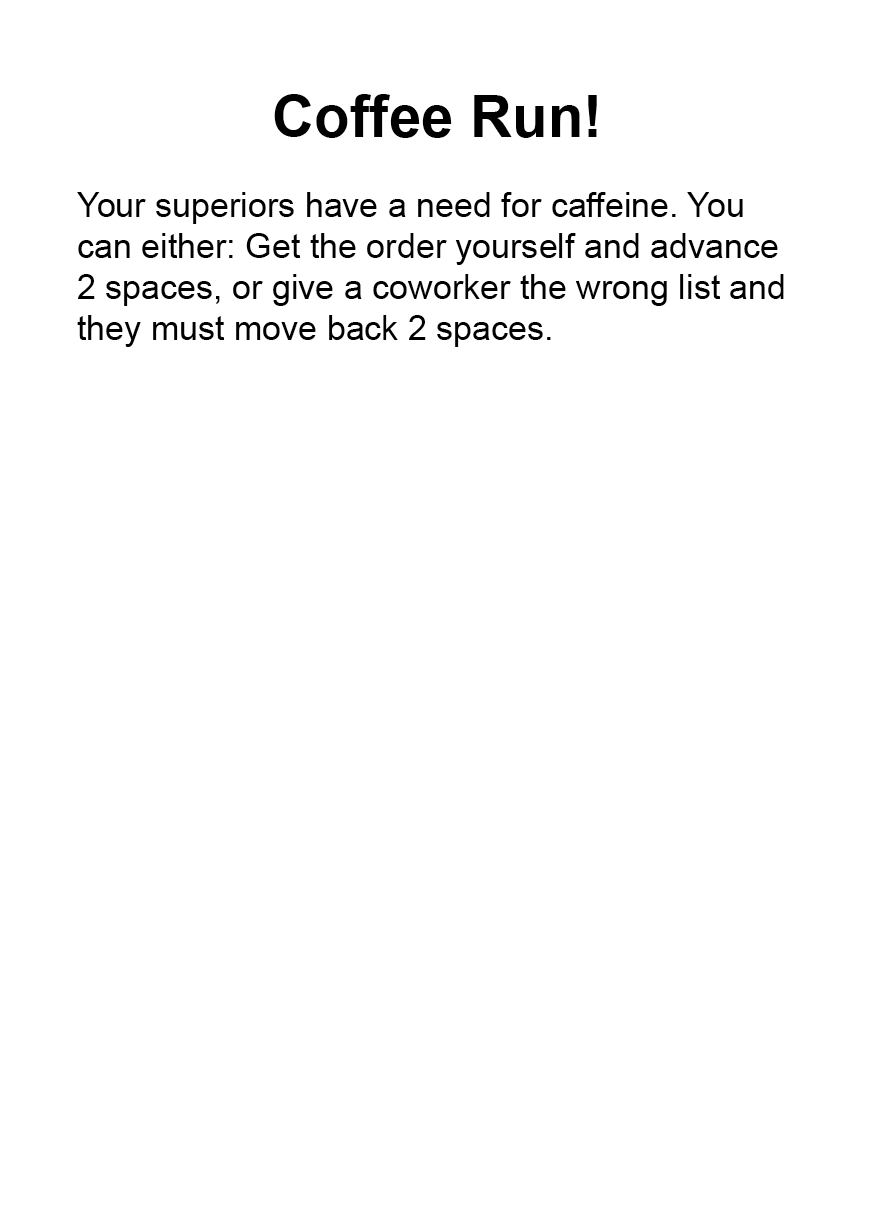 Coffee Run!
Your superiors have a need for caffeine. You
can either: Get the order yourself and advance
2 spaces, or give a coworker the wrong list and
they must move back 2 spaces.